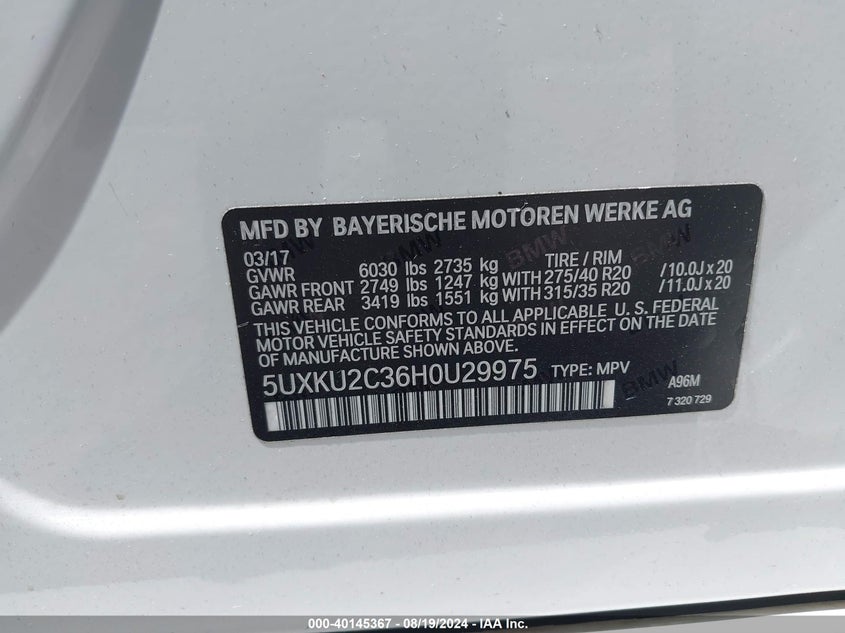 MFD BY BAYERISCHE MOTOREN WERKE AG
03/17 TIRE / RIM
GVWR 6030 lbs 2735 kg
GAWR FRONT 2749 lbs 1247 kg WITH 275/40 R20 /10.0J x 20
GAWR REAR 3419 lbs 1551 kg WITH 315/35 R20 /11.0J x 20
THIS VEHICLE CONFORMS TO ALL APPLICABLE U. S. FEDERAL
MOTOR VEHICLE SAFETY STANDARDS IN EFFECT ON THE DATE
OF MANUFACTURE SHOWN ABOVE.
5UXKU2C36H0U29975 TYPE: MPV A96M
7 320 729
000-40145367 - 08/19/2024 - IAA Inc.